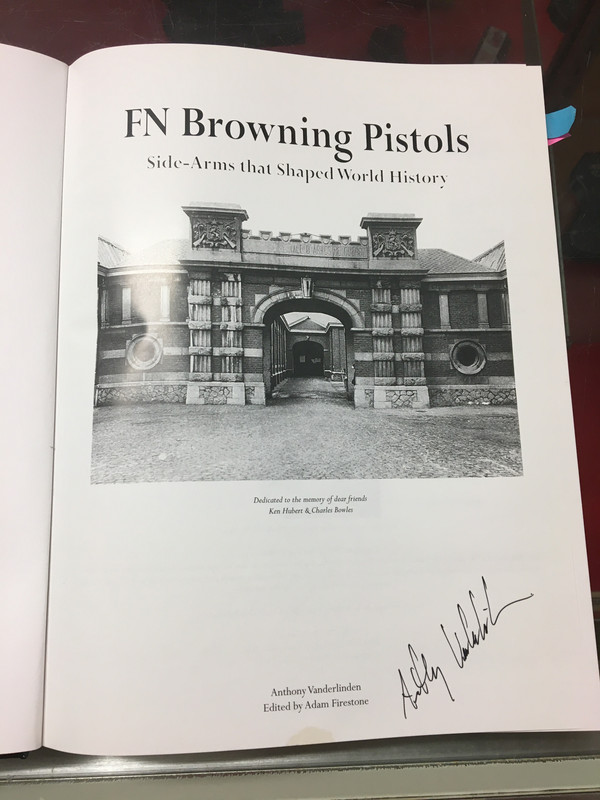 FN Browning Pistols
Side-Arms that Shaped World History
Dedicated to the memory of dear friends
Ken Hubert & Charles Bowles
Anthony Vanderlinden
Edited by Adam Firestone